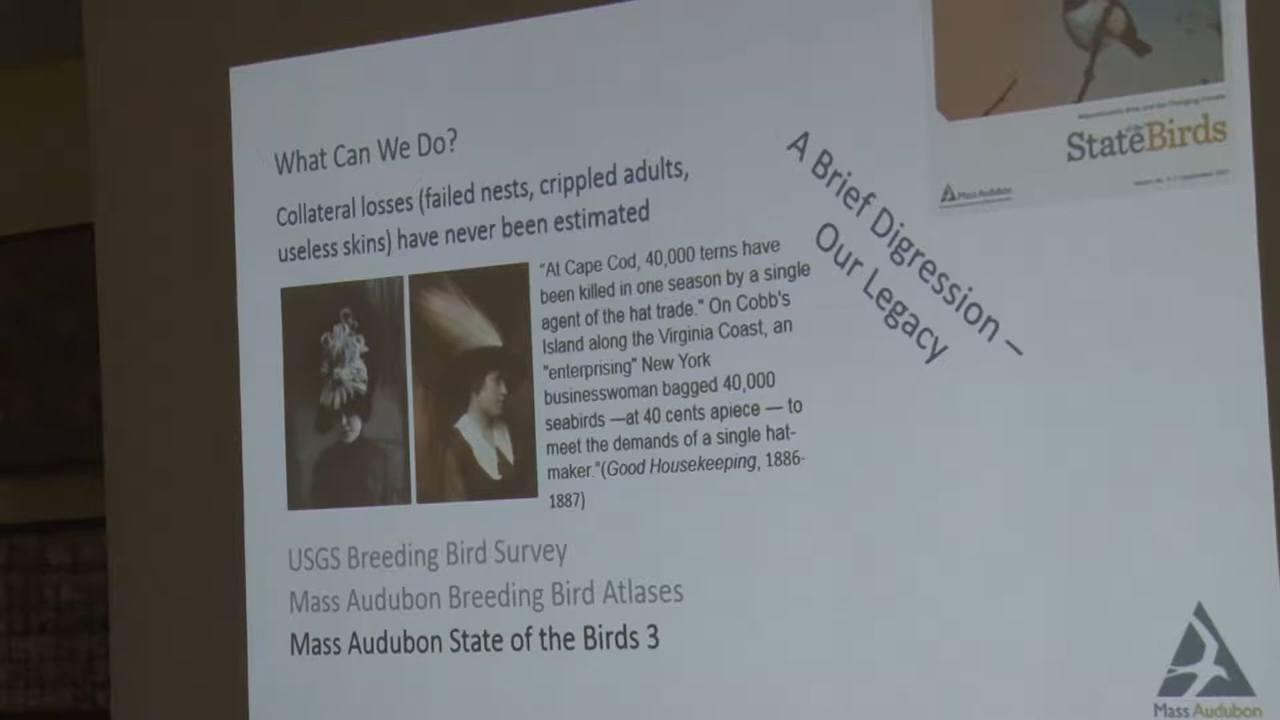 What Can We Do?
Collateral losses (failed nests, crippled adults,
useless skins) have never been estimated
"At Cape Cod, 40,000 terns have
been killed in one season by a single
agent of the hat trade." On Cobb's
Island along the Virginia Coast, an
"enterprising" New York
businesswoman bagged 40,000
seabirds —at 40 cents apiece — to
meet the demands of a single hat-
maker."(Good Housekeeping, 1886-
1887)
A Brief Digression –
Our Legacy
State of the Birds
Mass Audubon
USGS Breeding Bird Survey
Mass Audubon Breeding Bird Atlases
Mass Audubon State of the Birds 3
Mass Audubon